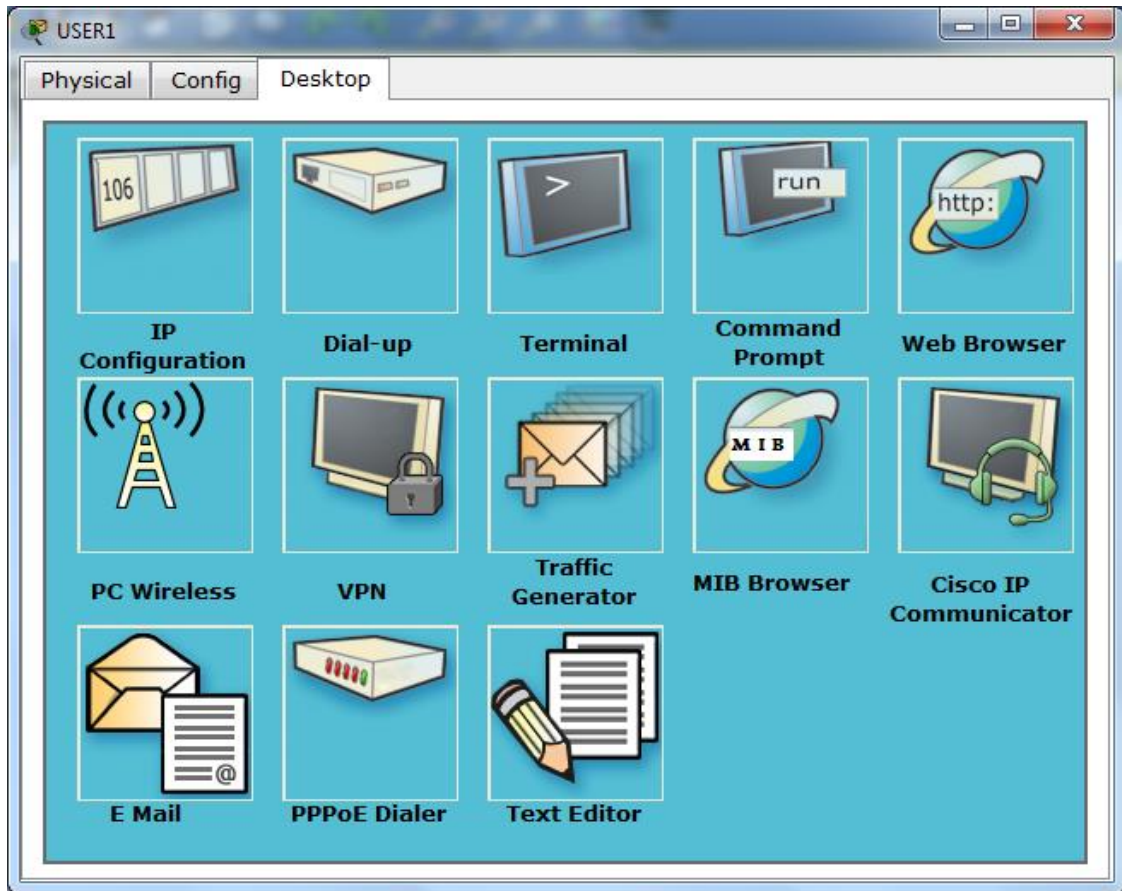 USER1
Physical Config Desktop
106
>
run
http:
IP
Configuration
Dial-up
Terminal
Command
Prompt
Web Browser
MIB
PC Wireless
VPN
Traffic
Generator
MIB Browser
Cisco IP
Communicator
@
E Mail
PPPoE Dialer
Text Editor